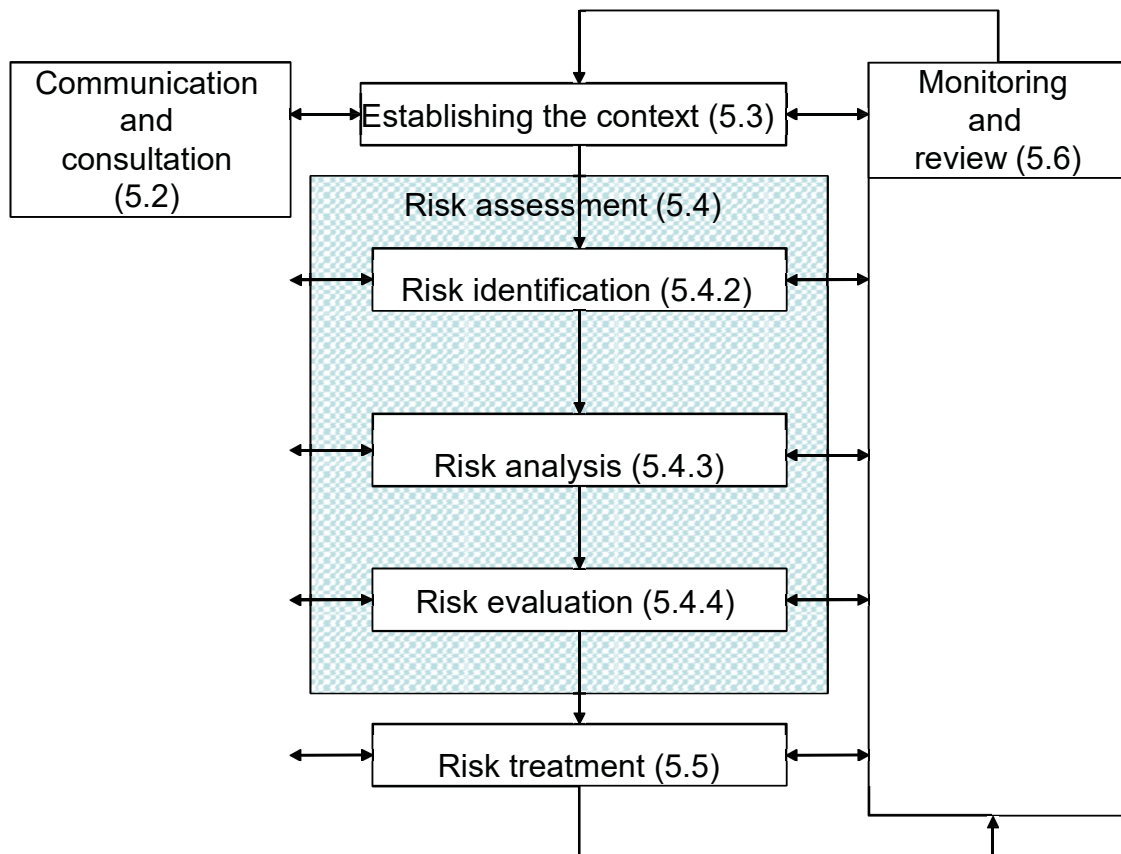 Communication
and
consultation
(5.2)
Establishing the context (5.3)
Monitoring
and
review (5.6)
Risk assessment (5.4)
Risk identification (5.4.2)
Risk analysis (5.4.3)
Risk evaluation (5.4.4)
Risk treatment (5.5)